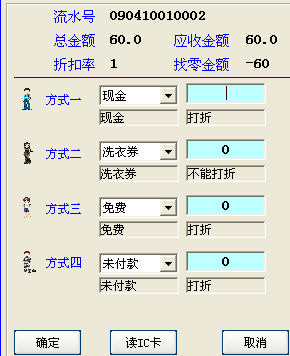 流水号 090410010002
总金额 60.0 应收金额 60.0
折扣率 1 找零金额 -60
方式一 现金
现金 打折
方式二 洗衣券 0
洗衣券 不能打折
方式三 免费 0
免费 打折
方式四 未付款 0
未付款 打折
确定 读IC卡 取消